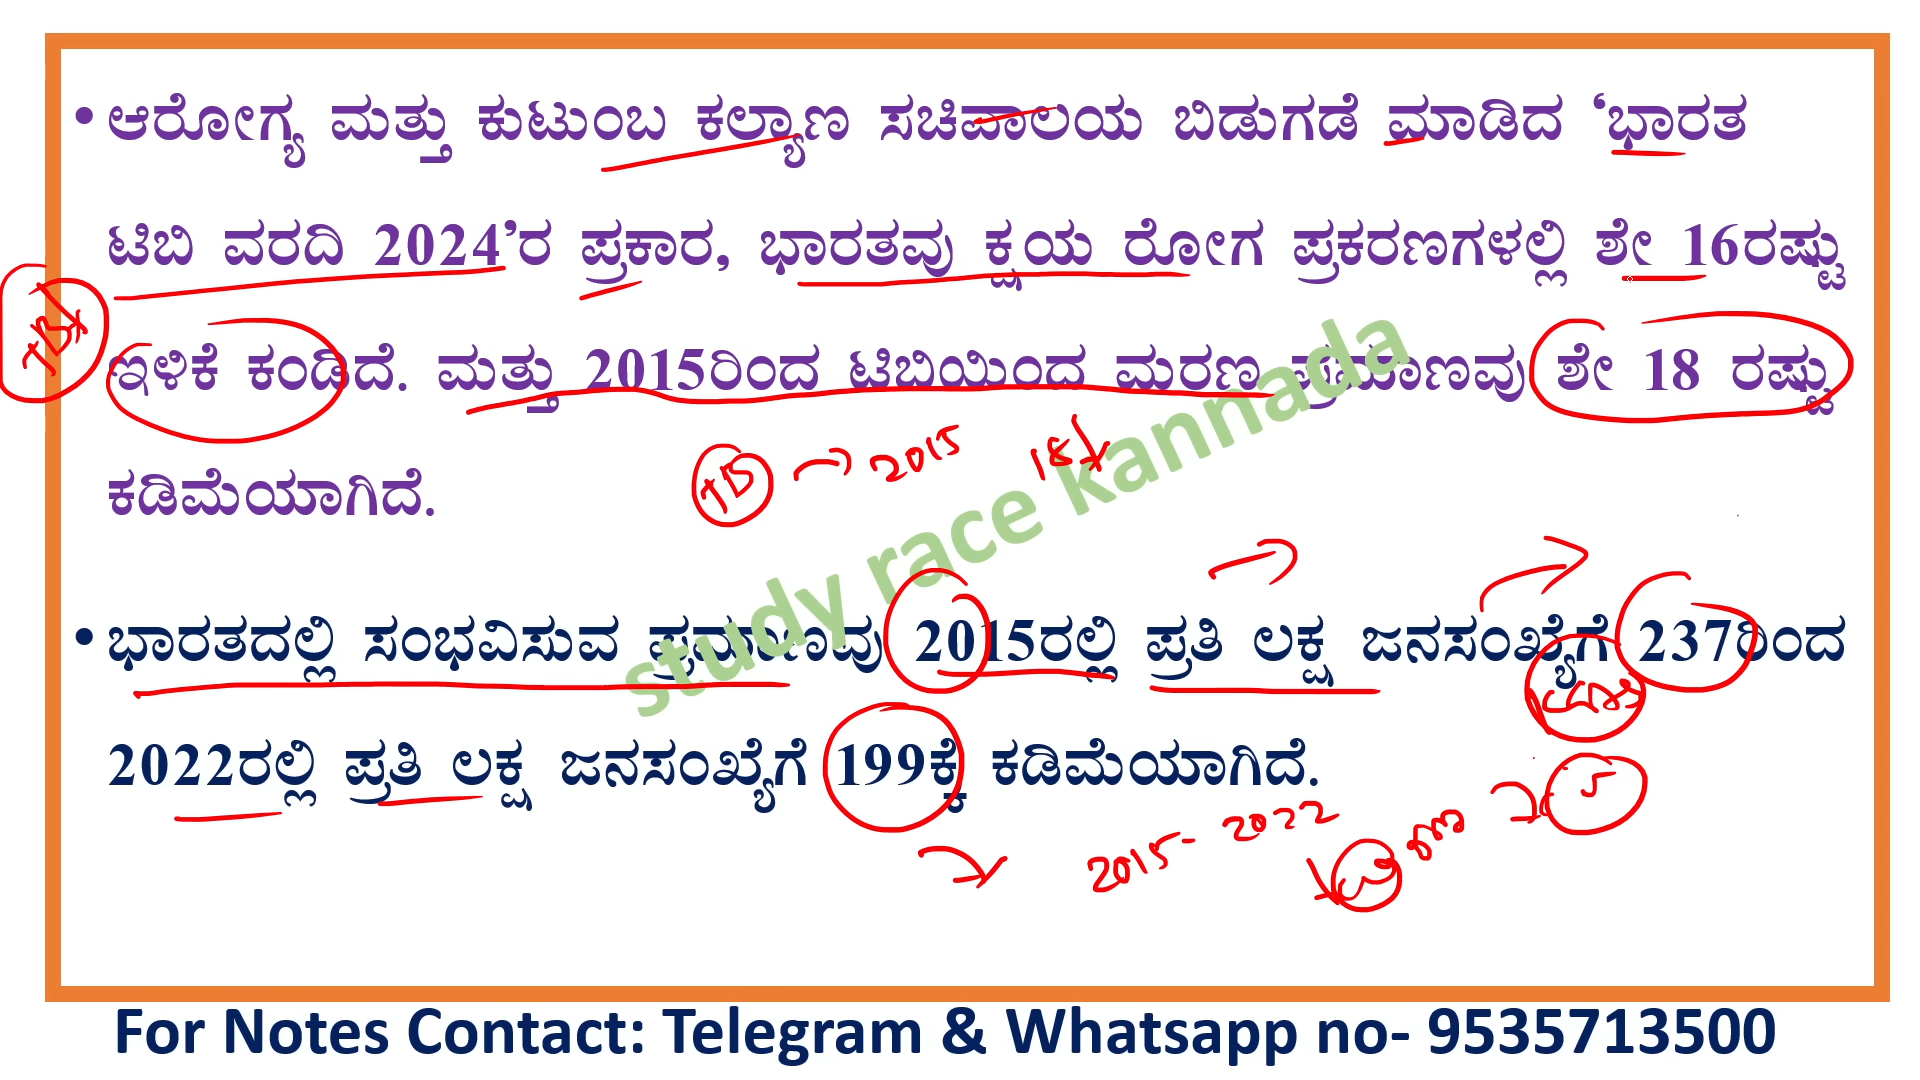 • ಆರೋಗ್ಯ ಮತ್ತು ಕುಟುಂಬ ಕಲ್ಯಾಣ ಸಚಿವಾಲಯ ಬಿಡುಗಡೆ ಮಾಡಿದ ‘ಭಾರತ
ಟಿಬಿ ವರದಿ 2024’ರ ಪ್ರಕಾರ, ಭಾರತವು ಕ್ಷಯ ರೋಗ ಪ್ರಕರಣಗಳಲ್ಲಿ ಶೇ 16ರಷ್ಟು
ಇಳಿಕೆ ಕಂಡಿದೆ. ಮತ್ತು 2015ರಿಂದ ಟಿಬಿಯಿಂದ ಮರಣ ಪ್ರಮಾಣವು ಶೇ 18 ರಷ್ಟು
TB
ಕಡಿಮೆಯಾಗಿದೆ.
TB 2015
study race kannada
• ಭಾರತದಲ್ಲಿ ಸಂಭವಿಸುವ ಪ್ರಮಾಣವು 2015ರಲ್ಲಿ ಪ್ರತಿ ಲಕ್ಷ ಜನಸಂಖ್ಯೆಗೆ 237ರಿಂದ
2022ರಲ್ಲಿ ಪ್ರತಿ ಲಕ್ಷ ಜನಸಂಖ್ಯೆಗೆ 199ಕ್ಕೆ ಕಡಿಮೆಯಾಗಿದೆ.
2015-2022
For Notes Contact: Telegram & Whatsapp no- 9535713500